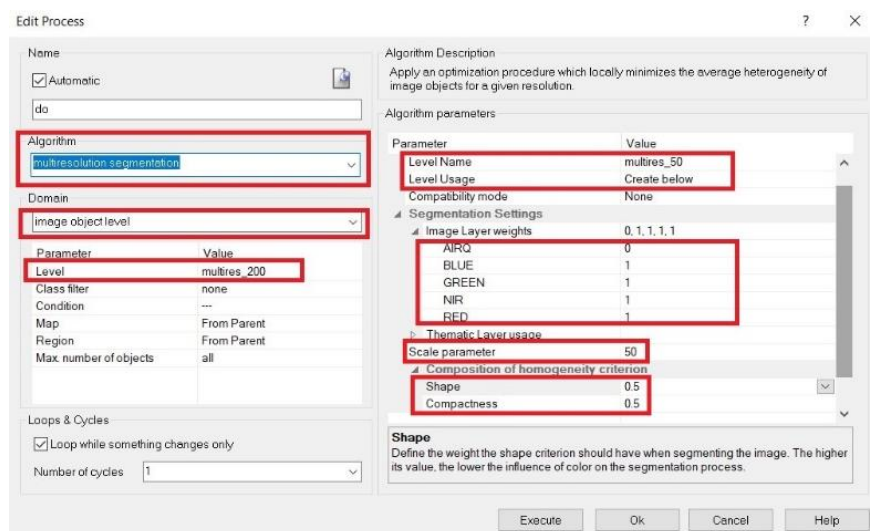 Edit Process
? ×
Name
Automatic
do
Algorithm
multiresolution segmentation
Domain
image object level
Parameter Value
Level multires_200
Class filter none
Condition ---
Map From Parent
Region From Parent
Max. number of objects all
Loops & Cycles
Loop while something changes only
Number of cycles 1
Algorithm Description
Apply an optimization procedure which locally minimizes the average heterogeneity of
image objects for a given resolution.
Algorithm parameters
Parameter Value
Level Name multires_50
Level Usage Create below
Compatibility mode None
Segmentation Settings
Image Layer weights 0, 1, 1, 1, 1
AIRQ 0
BLUE 1
GREEN 1
NIR 1
RED 1
Thematic Layer usage
Scale parameter 50
Composition of homogeneity criterion
Shape 0.5
Compactness 0.5
Shape
Define the weight the shape criterion should have when segmenting the image. The higher
its value, the lower the influence of color on the segmentation process.
Execute Ok Cancel Help